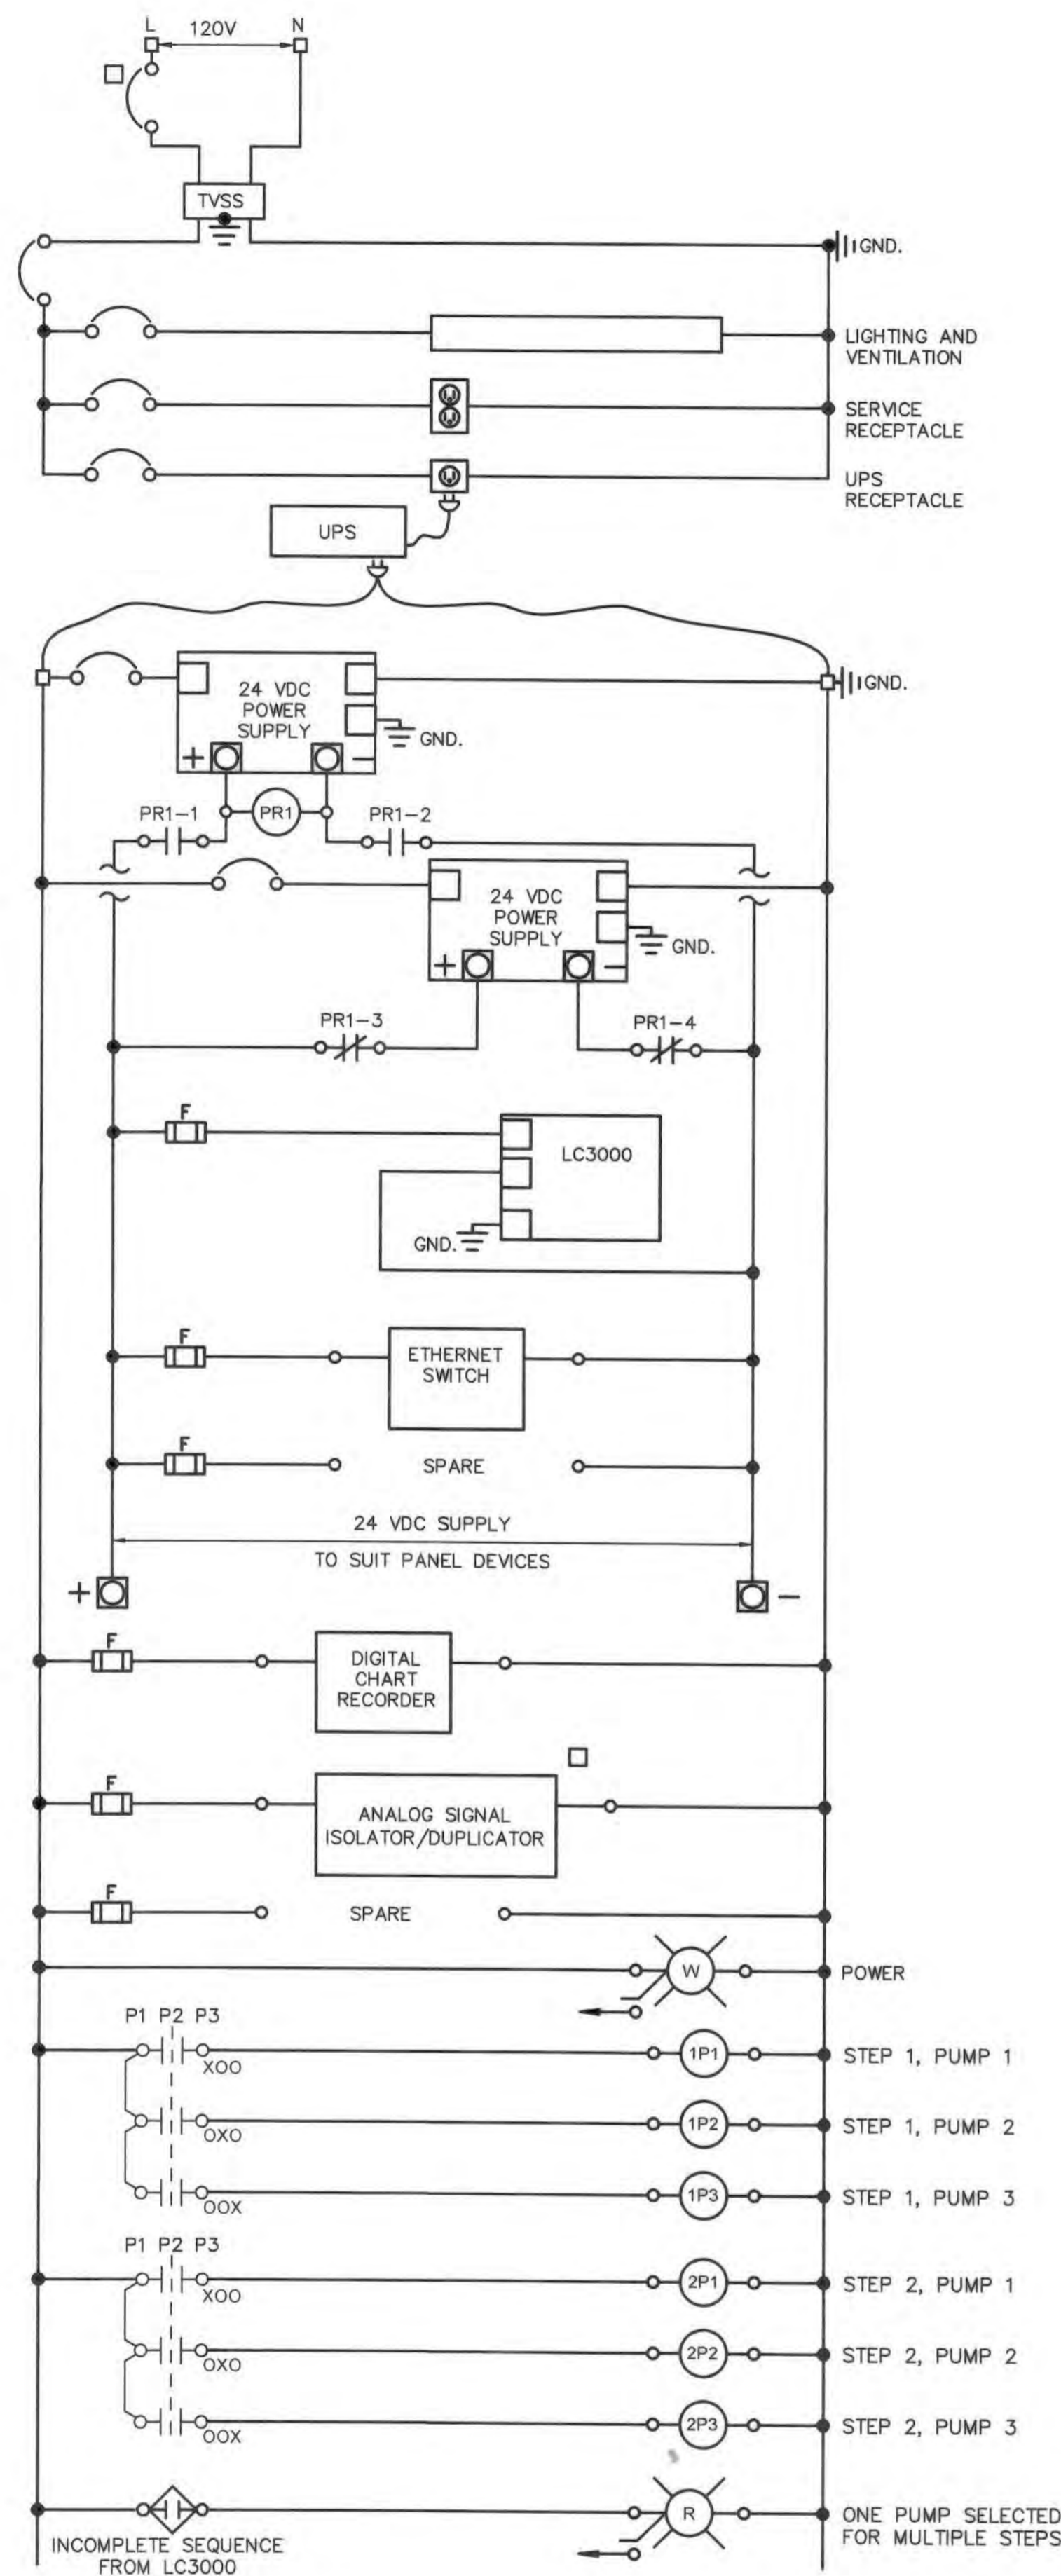 L 120V N
TVSS
GND.
LIGHTING AND
VENTILATION
SERVICE
RECEPTACLE
UPS
RECEPTACLE
UPS
24 VDC
POWER
SUPPLY
GND.
GND.
+ −
PR1-1 PR1 PR1-2
24 VDC
POWER
SUPPLY
GND.
+ −
PR1-3 PR1-4
F
LC3000
GND.
F
ETHERNET
SWITCH
F
SPARE
24 VDC SUPPLY
TO SUIT PANEL DEVICES
+ −
F
DIGITAL
CHART
RECORDER
F
ANALOG SIGNAL
ISOLATOR/DUPLICATOR
F
SPARE
W POWER
P1 P2 P3
XOO 1P1 STEP 1, PUMP 1
OXO 1P2 STEP 1, PUMP 2
OOX 1P3 STEP 1, PUMP 3
P1 P2 P3
XOO 2P1 STEP 2, PUMP 1
OXO 2P2 STEP 2, PUMP 2
OOX 2P3 STEP 2, PUMP 3
R
ONE PUMP SELECTED
FOR MULTIPLE STEPS
INCOMPLETE SEQUENCE
FROM LC3000